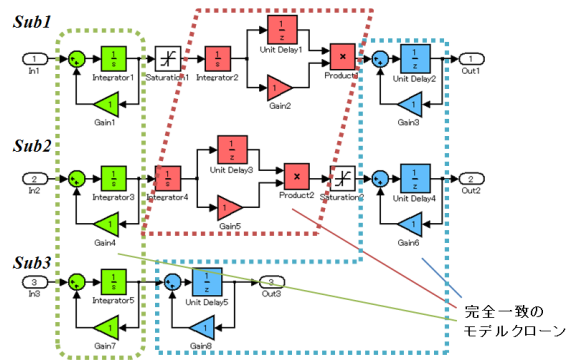 Sub1
1
In1
1
s
Integrator1
1
Gain1
Saturation1
1
s
Integrator2
1
z
Unit Delay1
1
Gain2
×
1
z
Unit Delay2
1
Gain3
1
Out1
Sub2
2
In2
1
s
Integrator3
1
Gain4
1
s
Integrator4
1
z
Unit Delay3
1
Gain5
×
Product2
1
z
Unit Delay4
1
Gain6
2
Out2
Sub3
3
In3
1
s
Integrator5
1
Gain7
1
z
Unit Delay5
1
Gain8
3
Out3
完全一致の
モデルクローン